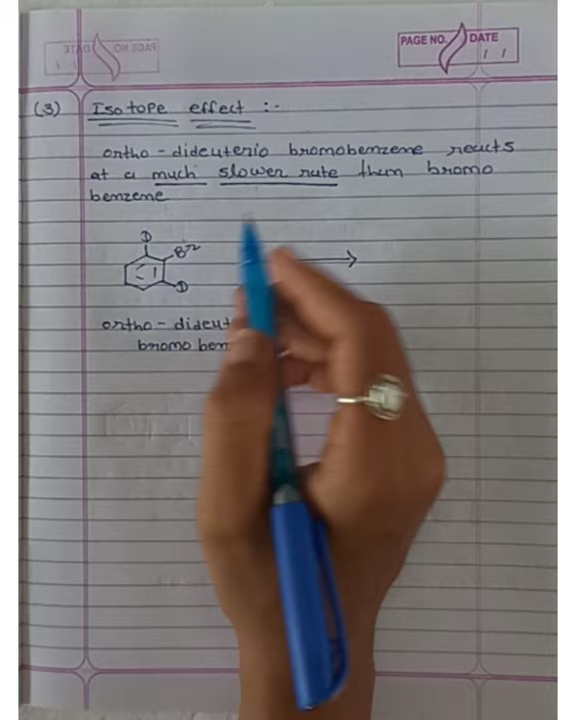 PAGE NO.
DATE
/ /
(3) Isotope effect :-
ortho - dideuterio bromobenzene reacts
at a much slower rate than bromo
benzene
D
Br
D
ortho - dideut
bromo ben